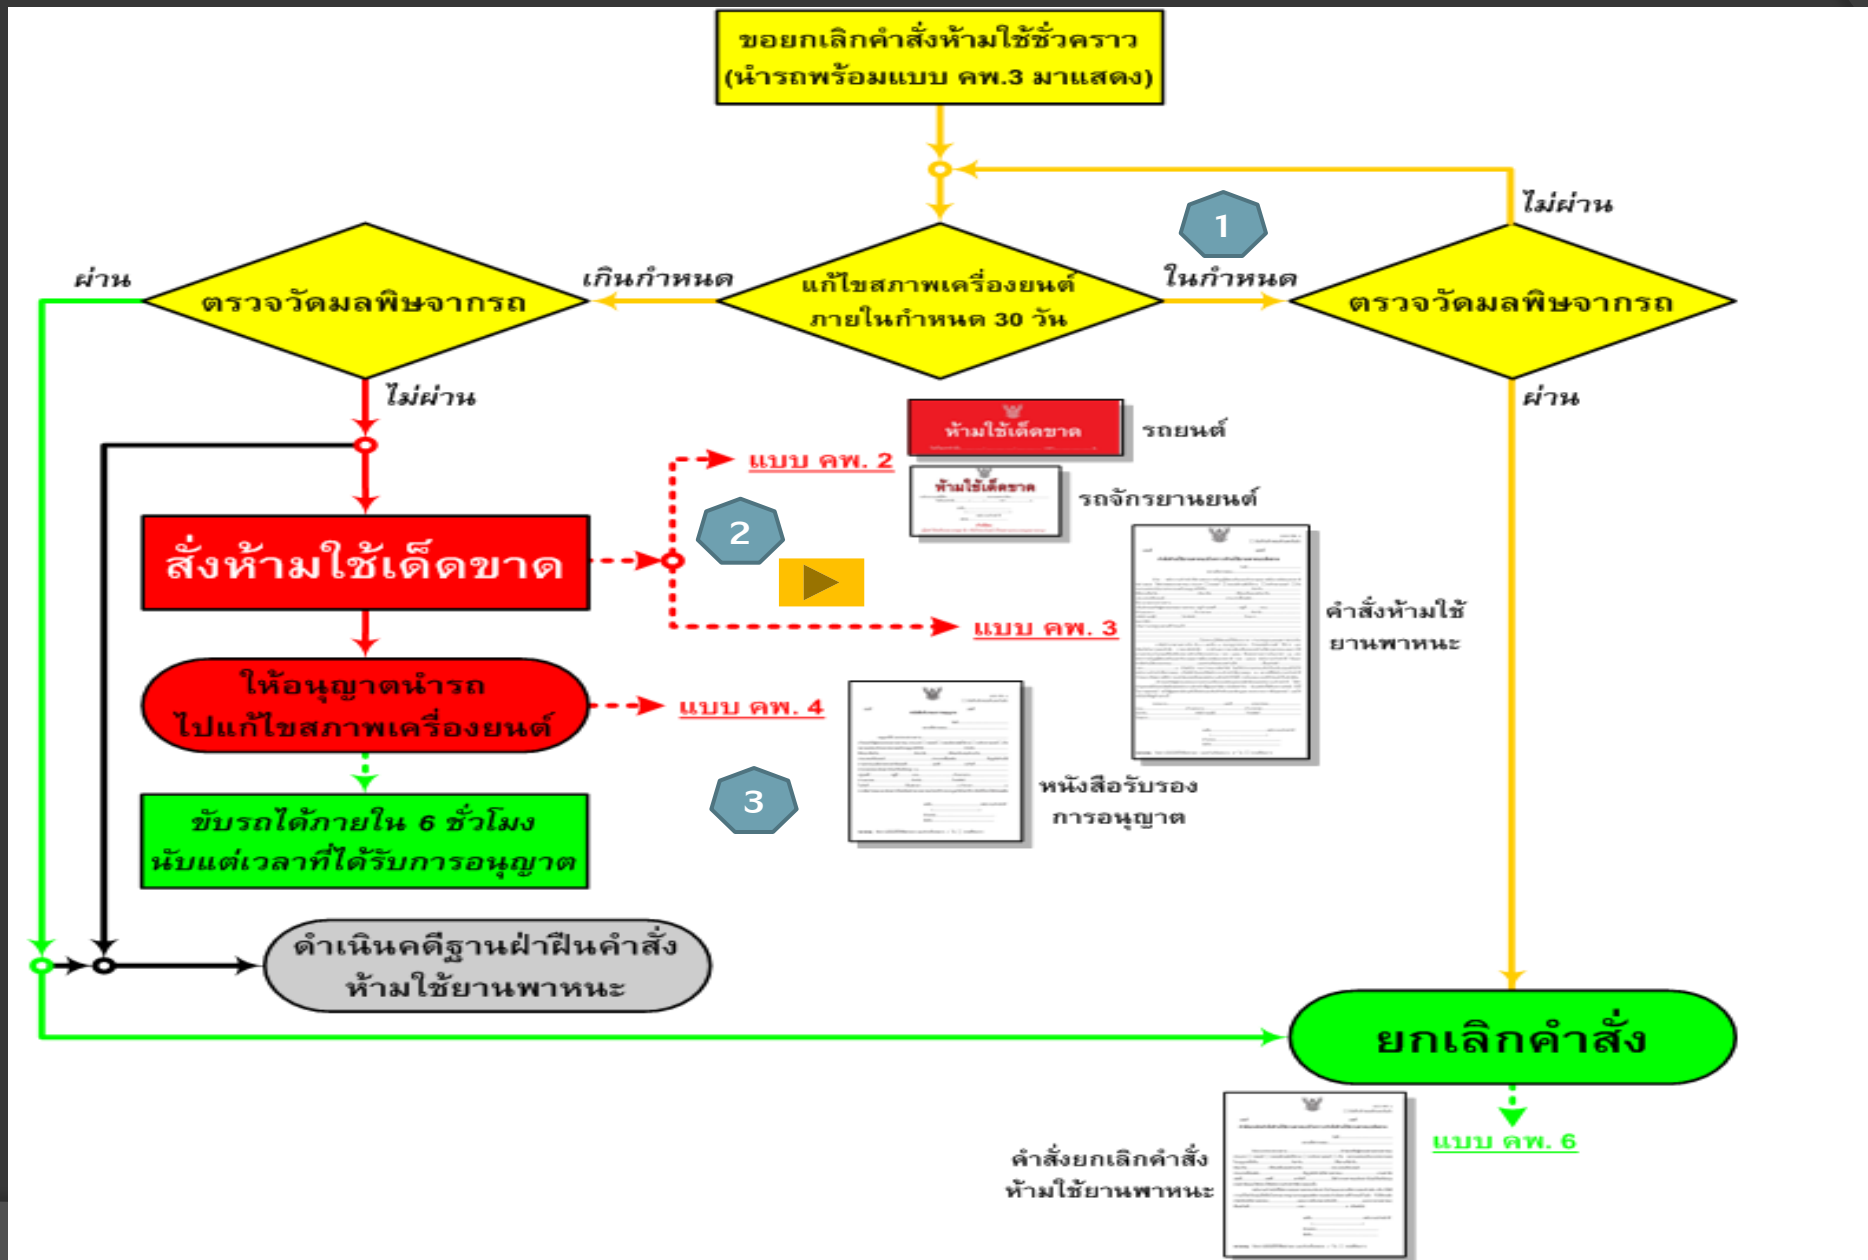 ขอยกเลิกคำสั่งห้ามใช้ชั่วคราว
(นำรถพร้อมแบบ คพ.3 มาแสดง)
ไม่ผ่าน
1
ผ่าน
ตรวจวัดมลพิษจากรถ
เกินกำหนด
แก้ไขสภาพเครื่องยนต์
ภายในกำหนด 30 วัน
ในกำหนด
ตรวจวัดมลพิษจากรถ
ไม่ผ่าน
ผ่าน
ห้ามใช้เด็ดขาด
รถยนต์
แบบ คพ. 2
ห้ามใช้เด็ดขาด
รถจักรยานยนต์
2
สั่งห้ามใช้เด็ดขาด
แบบ คพ. 3
คำสั่งห้ามใช้
ยานพาหนะ
ให้อนุญาตนำรถ
ไปแก้ไขสภาพเครื่องยนต์
แบบ คพ. 4
3
หนังสือรับรอง
การอนุญาต
ขับรถได้ภายใน 6 ชั่วโมง
นับแต่เวลาที่ได้รับการอนุญาต
ดำเนินคดีฐานฝ่าฝืนคำสั่ง
ห้ามใช้ยานพาหนะ
ยกเลิกคำสั่ง
แบบ คพ. 6
คำสั่งยกเลิกคำสั่ง
ห้ามใช้ยานพาหนะ